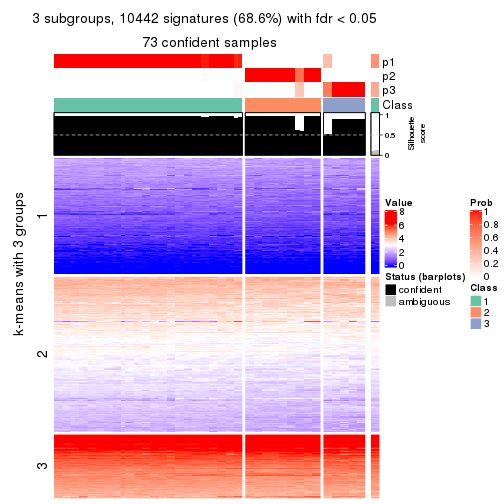 3 subgroups, 10442 signatures (68.6%) with fdr < 0.05
73 confident samples
p1
p2
p3
Class
1
0.5
0
Silhouette
score
k-means with 3 groups
1
2
3
Value
8
6
4
2
0
Status (barplots)
confident
ambiguous
Prob
1
0.8
0.6
0.4
0.2
0
Class
1
2
3